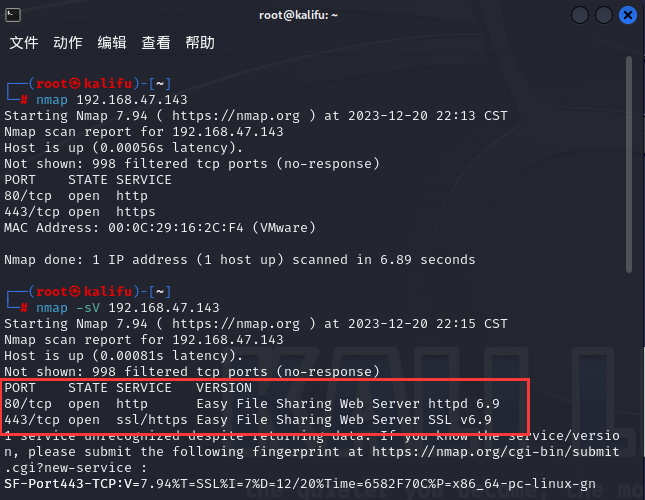 root@kalifu: ~
文件 动作 编辑 查看 帮助
┌──(root㉿kalifu)-[~]
└─# nmap 192.168.47.143
Starting Nmap 7.94 ( https://nmap.org ) at 2023-12-20 22:13 CST
Nmap scan report for 192.168.47.143
Host is up (0.00056s latency).
Not shown: 998 filtered tcp ports (no-response)
PORT    STATE SERVICE
80/tcp  open  http
443/tcp open  https
MAC Address: 00:0C:29:16:2C:F4 (VMware)
Nmap done: 1 IP address (1 host up) scanned in 6.89 seconds
┌──(root㉿kalifu)-[~]
└─# nmap -sV 192.168.47.143
Starting Nmap 7.94 ( https://nmap.org ) at 2023-12-20 22:15 CST
Nmap scan report for 192.168.47.143
Host is up (0.00081s latency).
Not shown: 998 filtered tcp ports (no-response)
PORT    STATE SERVICE   VERSION
80/tcp  open  http      Easy File Sharing Web Server httpd 6.9
443/tcp open  ssl/https Easy File Sharing Web Server SSL v6.9
1 service unrecognized despite returning data. If you know the service/versio
n, please submit the following fingerprint at https://nmap.org/cgi-bin/submit
.cgi?new-service :
SF-Port443-TCP:V=7.94%T=SSL%I=7%D=12/20%Time=6582F70C%P=x86_64-pc-linux-gn